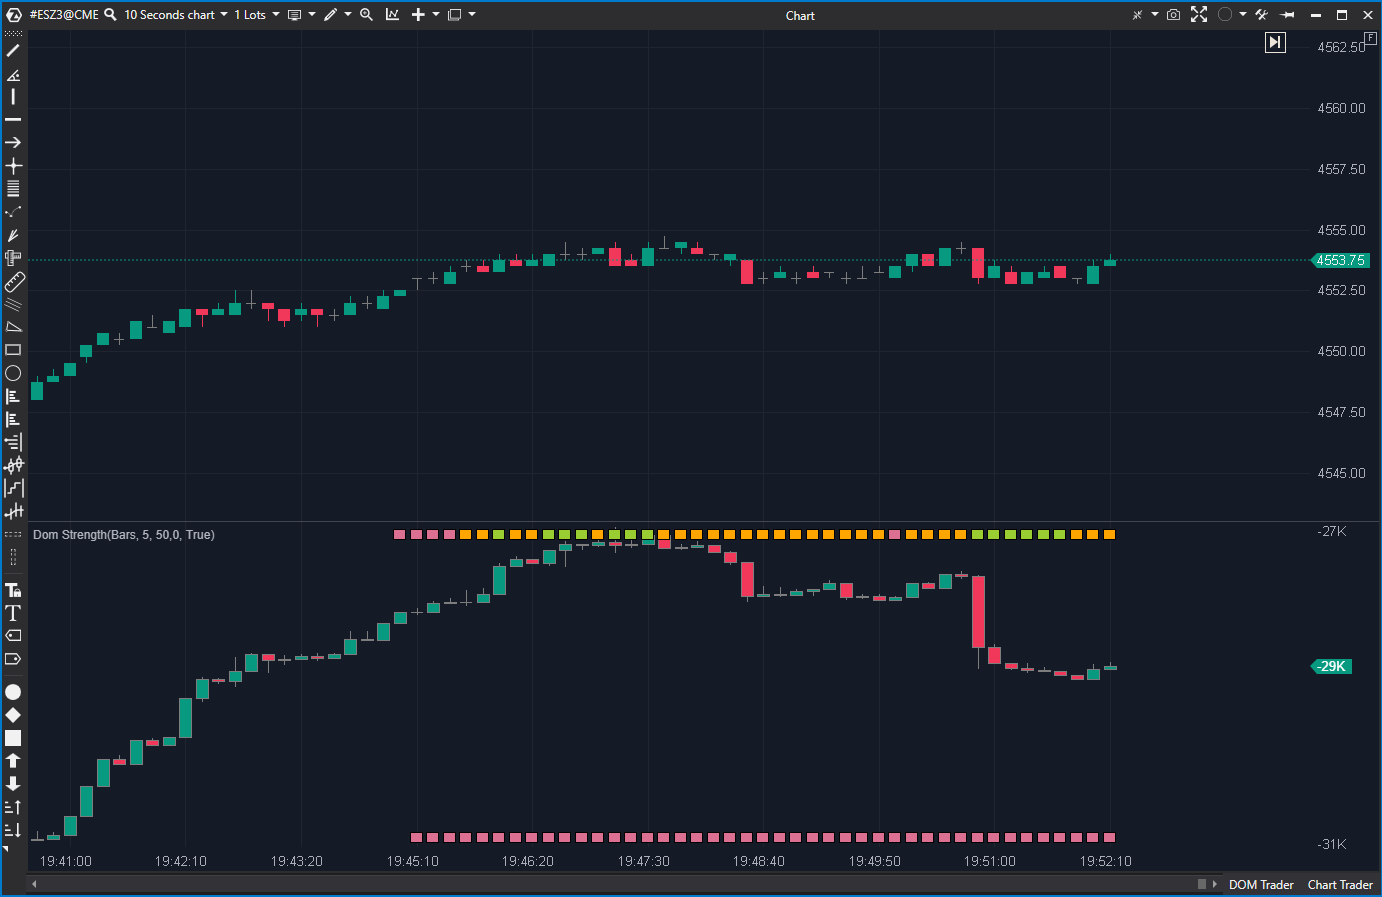 #ESZ3@CME 10 Seconds chart 1 Lots Chart
F
4562.50
4560.00
4557.50
4555.00
4553.75
4552.50
4550.00
4547.50
4545.00
Dom Strength(Bars, 5, 50,0, True)
-27K
-29K
-31K
19:41:00 19:42:10 19:43:20 19:45:10 19:46:20 19:47:30 19:48:40 19:49:50 19:51:00 19:52:10
DOM Trader Chart Trader